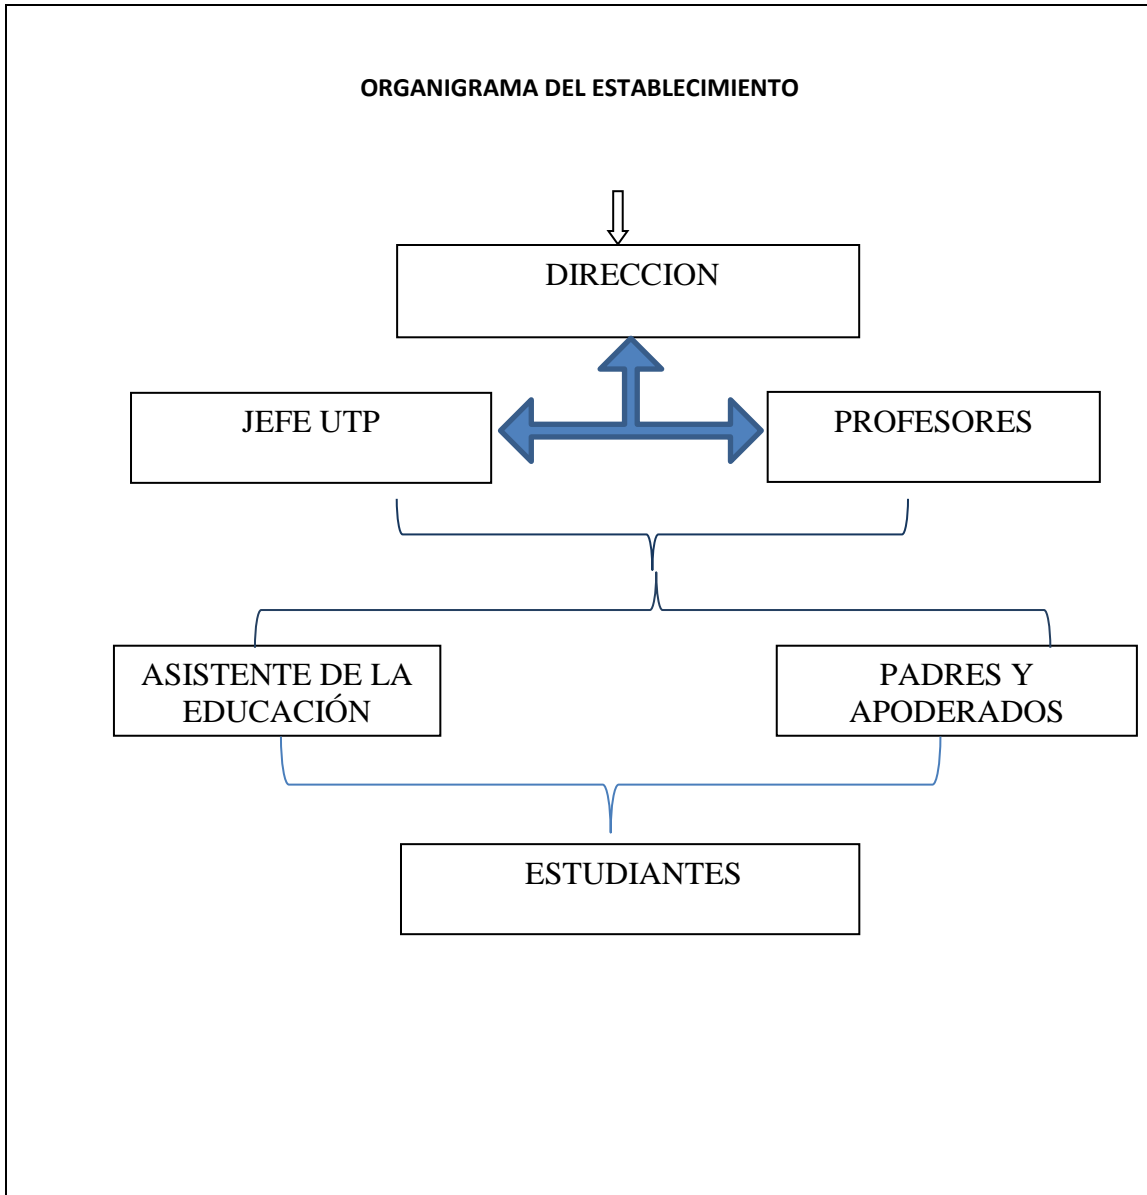 ORGANIGRAMA DEL ESTABLECIMIENTO
DIRECCION
JEFE UTP
PROFESORES
ASISTENTE DE LA
EDUCACIÓN
PADRES Y
APODERADOS
ESTUDIANTES